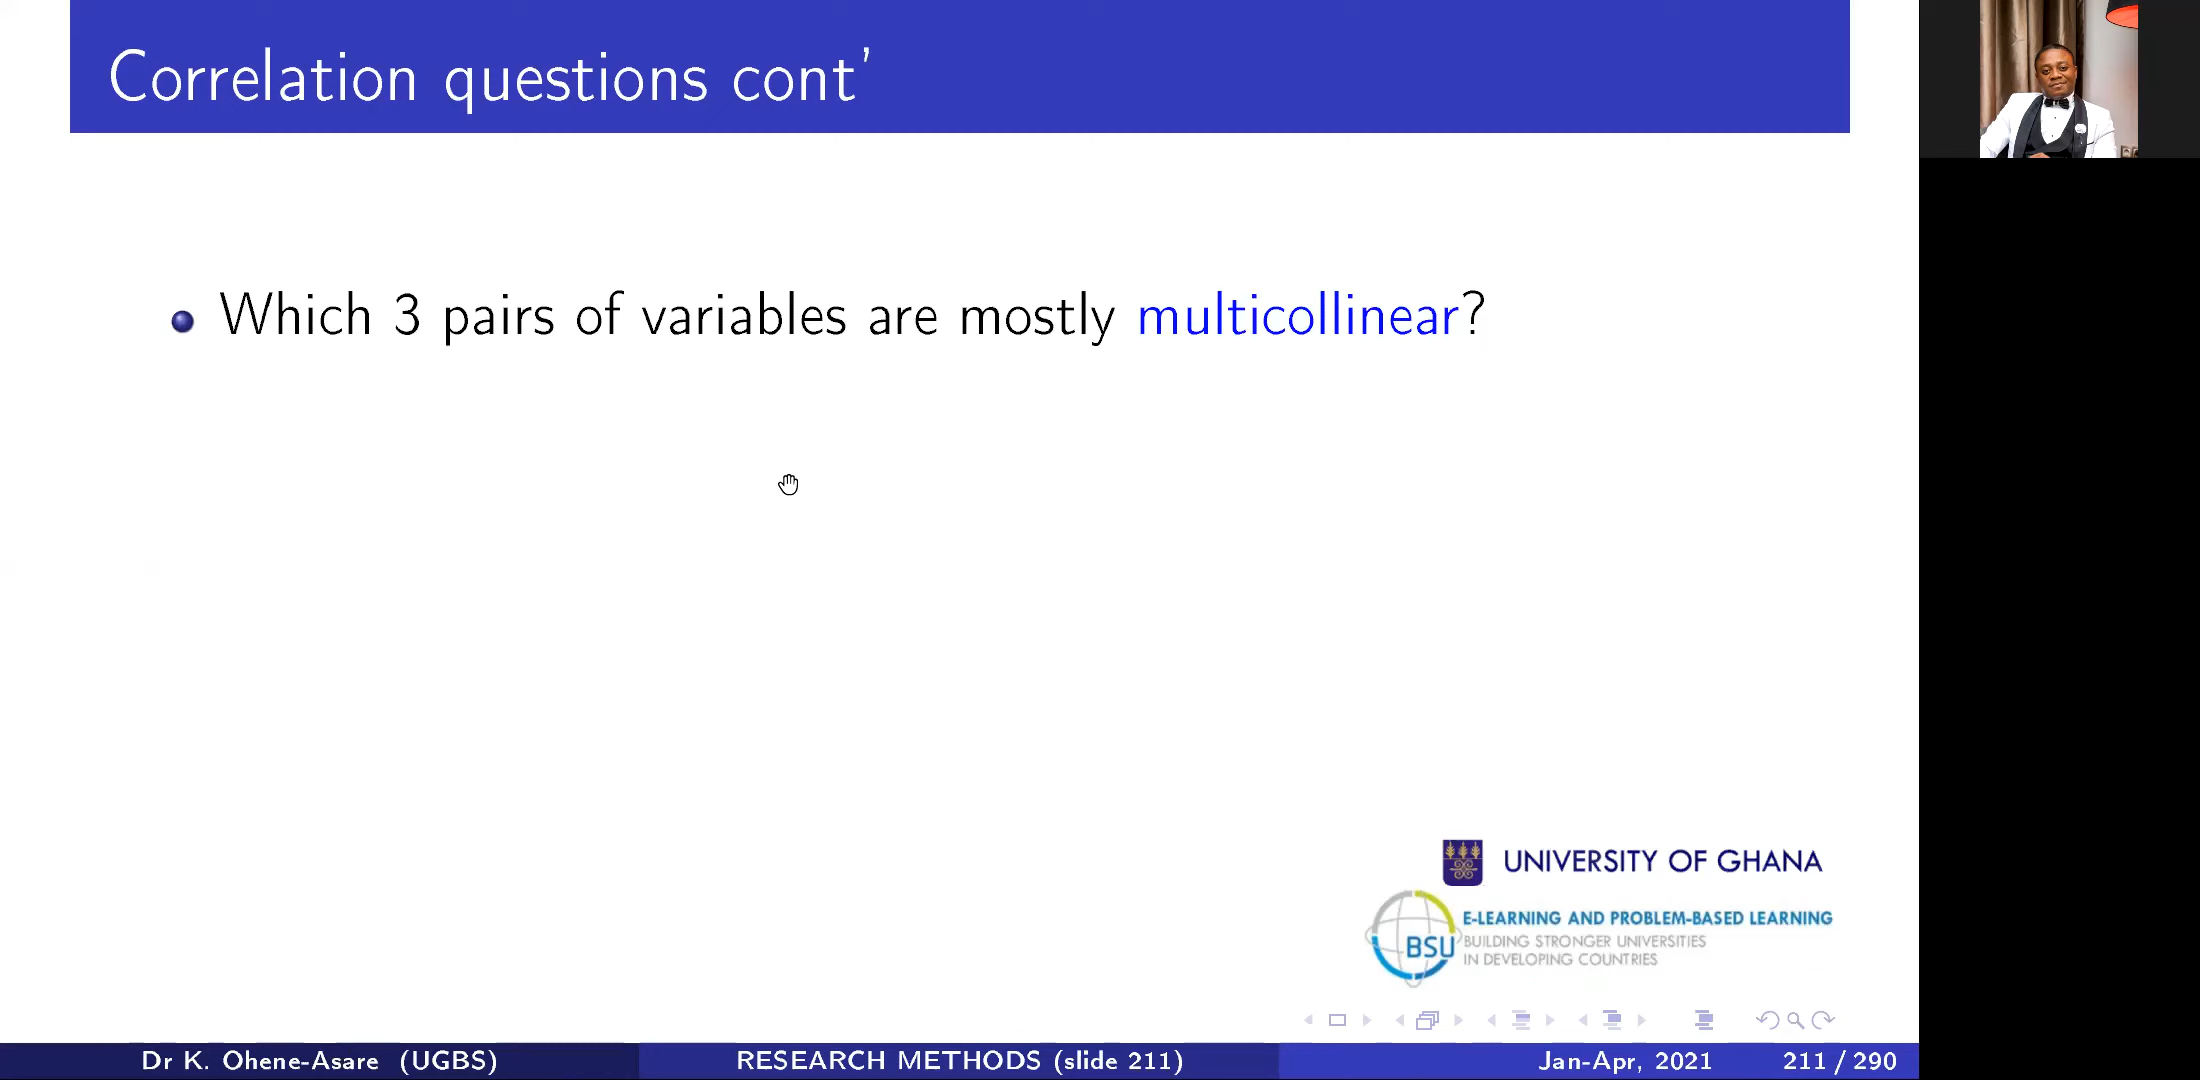 Correlation questions cont'
Which 3 pairs of variables are mostly multicollinear?
UNIVERSITY OF GHANA
E-LEARNING AND PROBLEM-BASED LEARNING
BSU
BUILDING STRONGER UNIVERSITIES
IN DEVELOPING COUNTRIES
Dr K. Ohene-Asare (UGBS)
RESEARCH METHODS (slide 211)
Jan-Apr, 2021
211 / 290